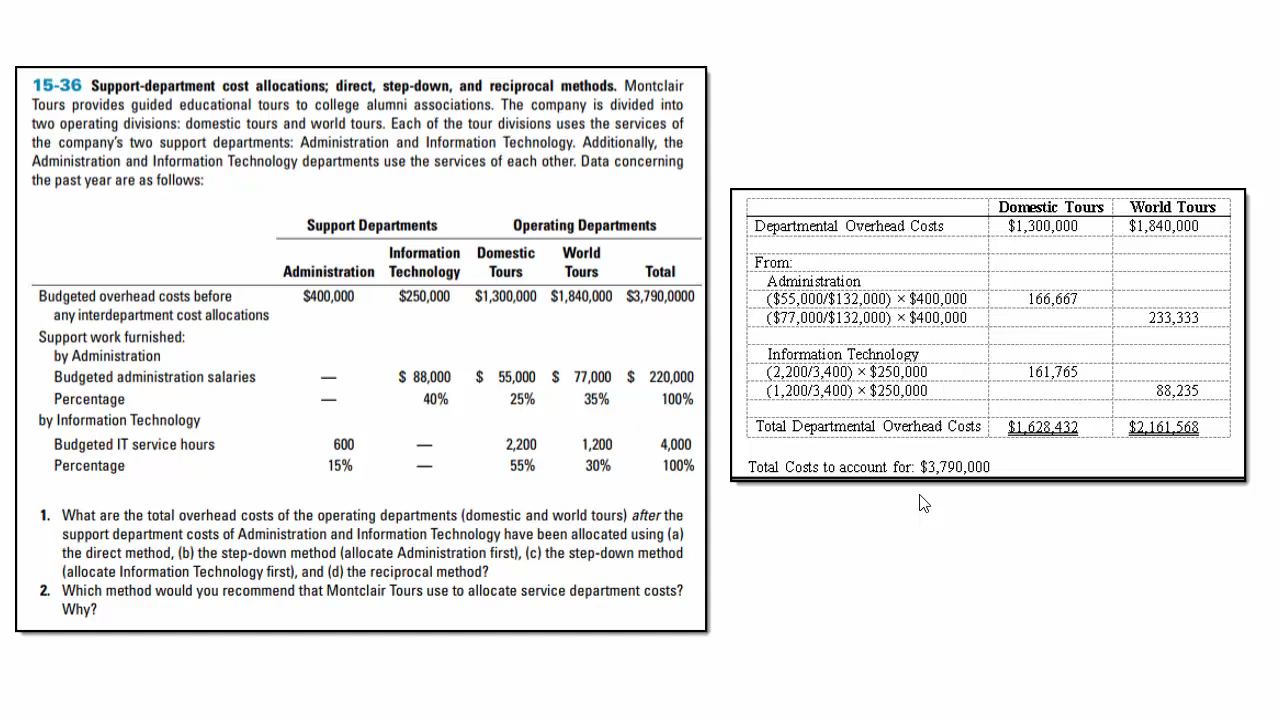 15-36 Support-department cost allocations; direct, step-down, and reciprocal methods. Montclair
Tours provides guided educational tours to college alumni associations. The company is divided into
two operating divisions: domestic tours and world tours. Each of the tour divisions uses the services of
the company's two support departments: Administration and Information Technology. Additionally, the
Administration and Information Technology departments use the services of each other. Data concerning
the past year are as follows:
Support Departments Operating Departments
Information Domestic World
Administration Technology Tours Tours Total
Budgeted overhead costs before $400,000 $250,000 $1,300,000 $1,840,000 $3,790,0000
any interdepartment cost allocations
Support work furnished:
by Administration
Budgeted administration salaries — $ 88,000 $ 55,000 $ 77,000 $ 220,000
Percentage — 40% 25% 35% 100%
by Information Technology
Budgeted IT service hours 600 — 2,200 1,200 4,000
Percentage 15% — 55% 30% 100%
1. What are the total overhead costs of the operating departments (domestic and world tours) after the
support department costs of Administration and Information Technology have been allocated using (a)
the direct method, (b) the step-down method (allocate Administration first), (c) the step-down method
(allocate Information Technology first), and (d) the reciprocal method?
2. Which method would you recommend that Montclair Tours use to allocate service department costs?
Why?
Domestic Tours World Tours
Departmental Overhead Costs $1,300,000 $1,840,000
From:
Administration
($55,000/$132,000) × $400,000 166,667
($77,000/$132,000) × $400,000 233,333
Information Technology
(2,200/3,400) × $250,000 161,765
(1,200/3,400) × $250,000 88,235
Total Departmental Overhead Costs $1,628,432 $2,161,568
Total Costs to account for: $3,790,000